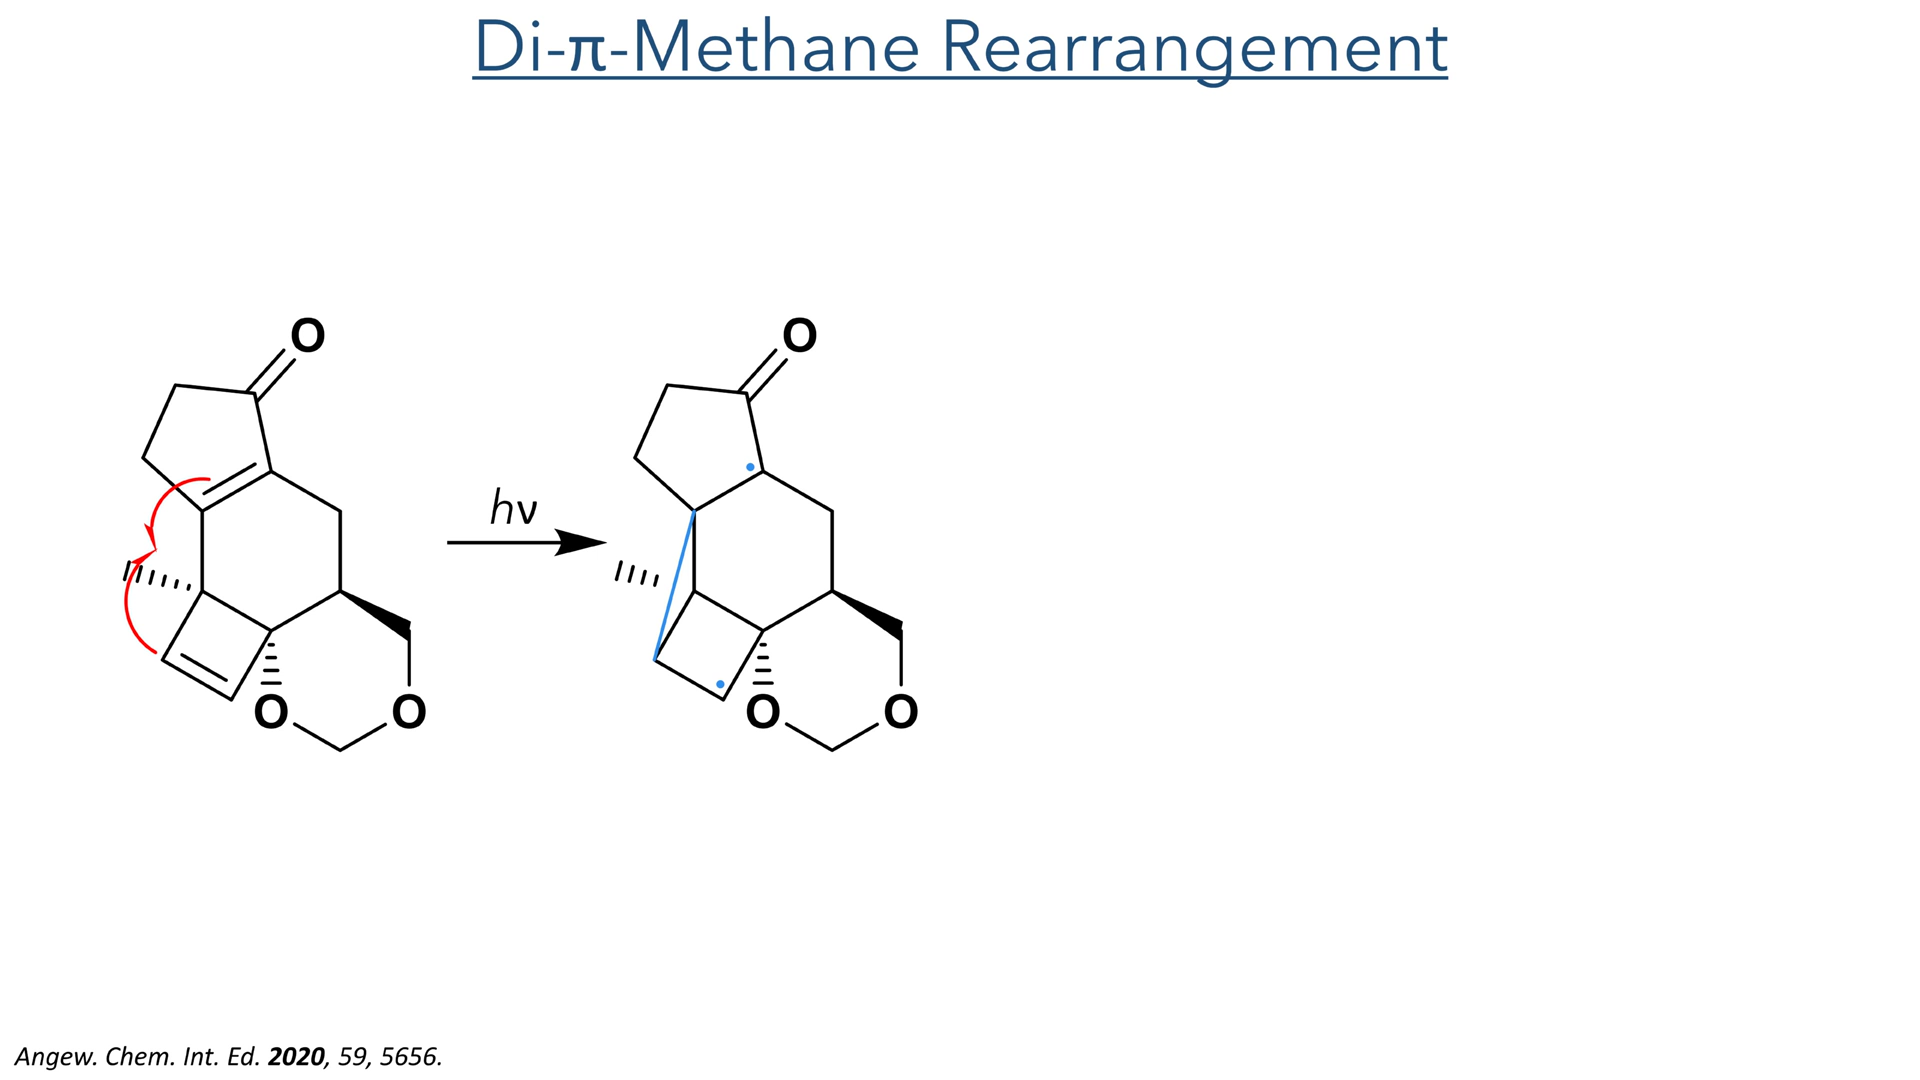 Di-π-Methane Rearrangement
O
O
hν
O
O
O
O
Angew. Chem. Int. Ed. 2020, 59, 5656.